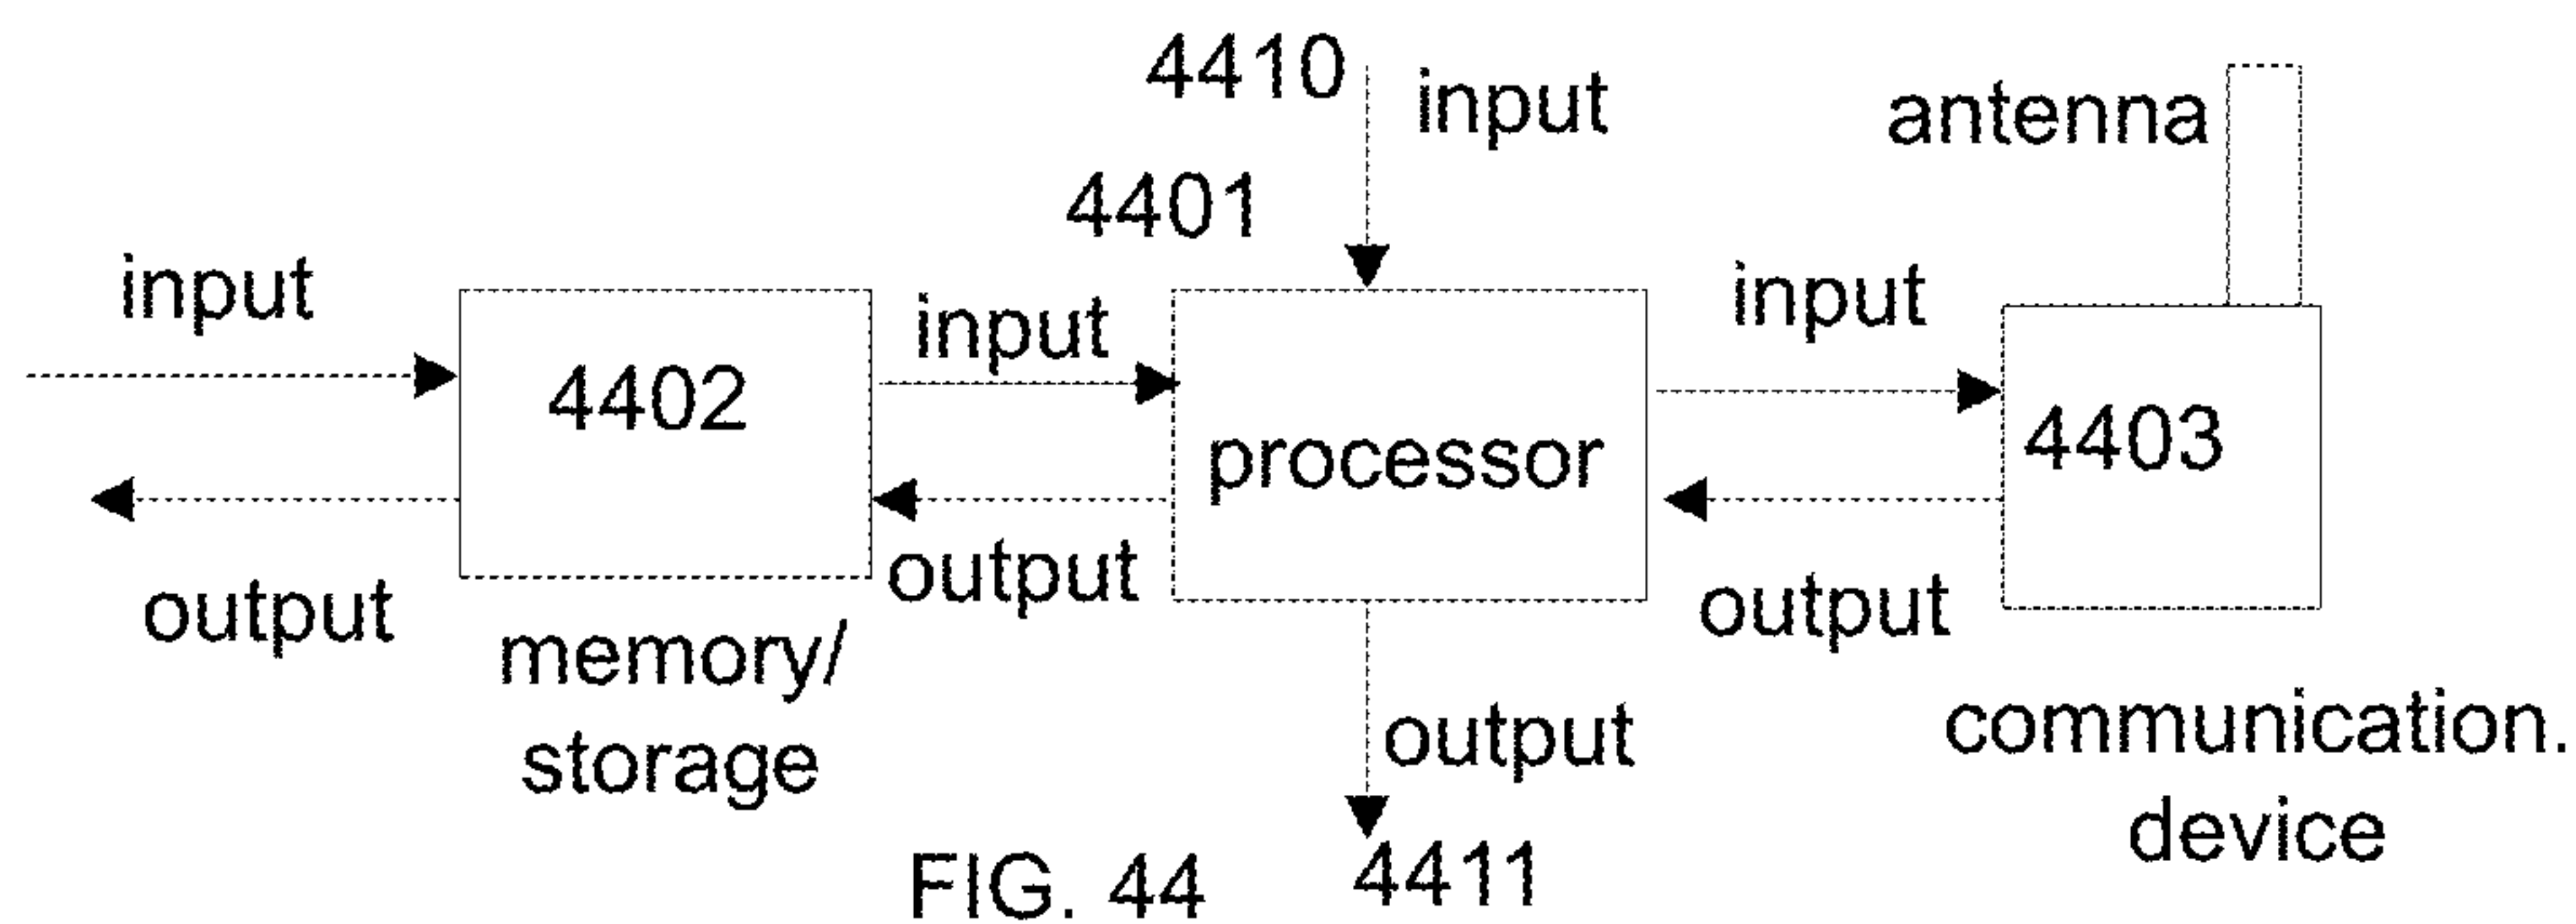 4410
input
antenna
4401
input
input
input
4402
processor
4403
output
output
output
memory/
storage
output
communication.
device
FIG. 44
4411